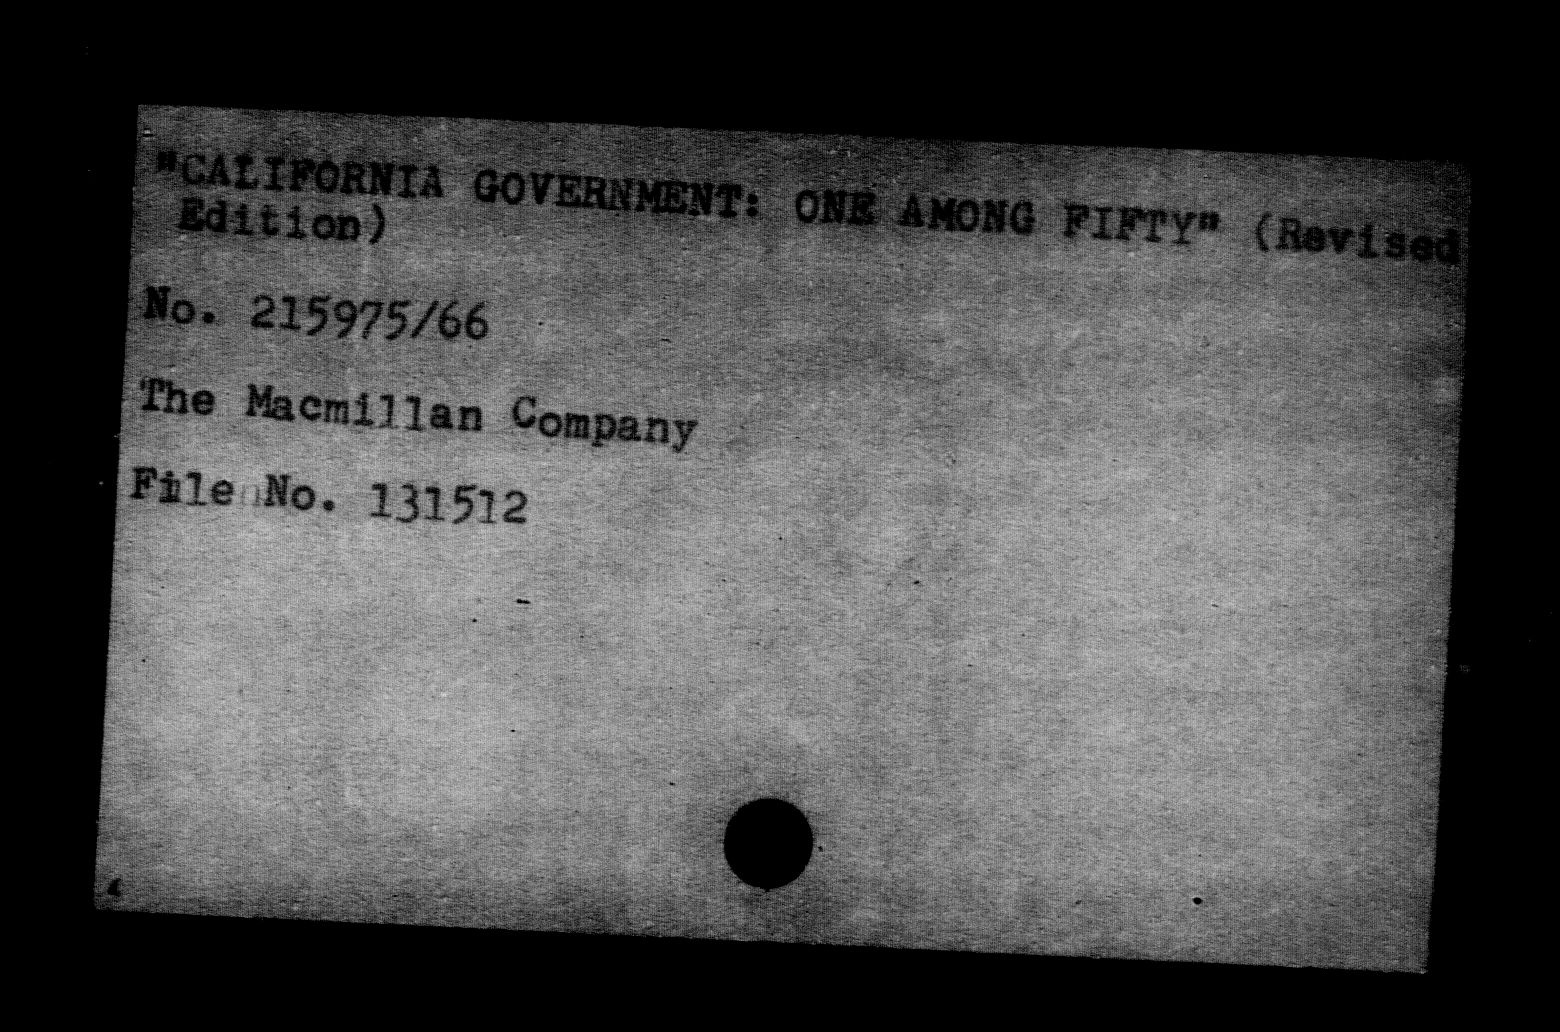 "CALIFORNIA GOVERNMENT: ONE AMONG FIFTY" (Revised
Edition)
No. 215975/66
The Macmillan Company
File No. 131512